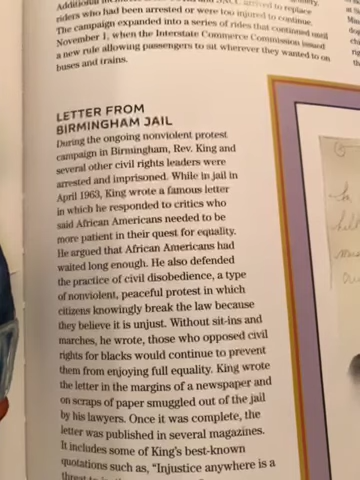 Additional
riders who had been arrested or were too injured to continue.
The campaign expanded into a series of rides that continued until
November 1, when the Interstate Commerce Commission issued
a new rule allowing passengers to sit wherever they wanted to on
buses and trains.
LETTER FROM
BIRMINGHAM JAIL
During the ongoing nonviolent protest
campaign in Birmingham, Rev. King and
several other civil rights leaders were
arrested and imprisoned. While in jail in
April 1963, King wrote a famous letter
in which he responded to critics who
said African Americans needed to be
more patient in their quest for equality.
He argued that African Americans had
waited long enough. He also defended
the practice of civil disobedience, a type
of nonviolent, peaceful protest in which
citizens knowingly break the law because
they believe it is unjust. Without sit-ins and
marches, he wrote, those who opposed civil
rights for blacks would continue to prevent
them from enjoying full equality. King wrote
the letter in the margins of a newspaper and
on scraps of paper smuggled out of the jail
by his lawyers. Once it was complete, the
letter was published in several magazines.
It includes some of King's best-known
quotations such as, "Injustice anywhere is a
threat to